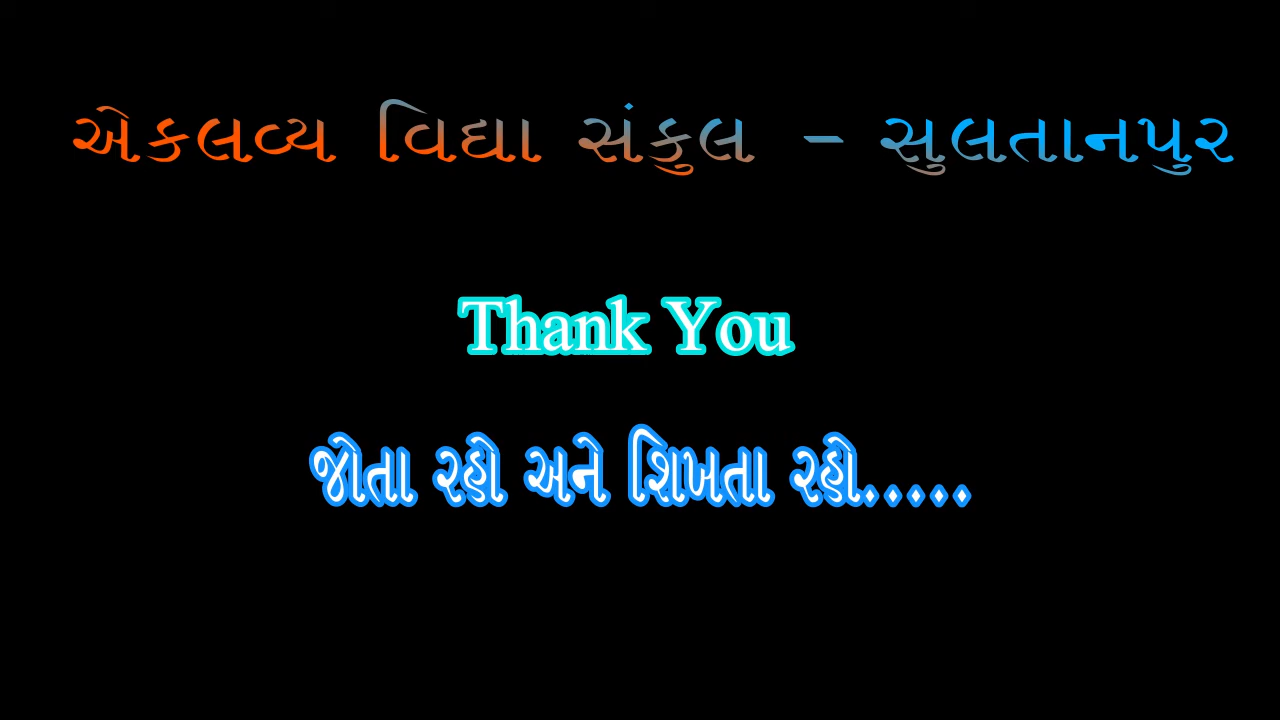 એકલવ્ય વિદ્યા સંકુલ - સુલતાનપુર
Thank You
જોતા રહો અને શિખતા રહો.....